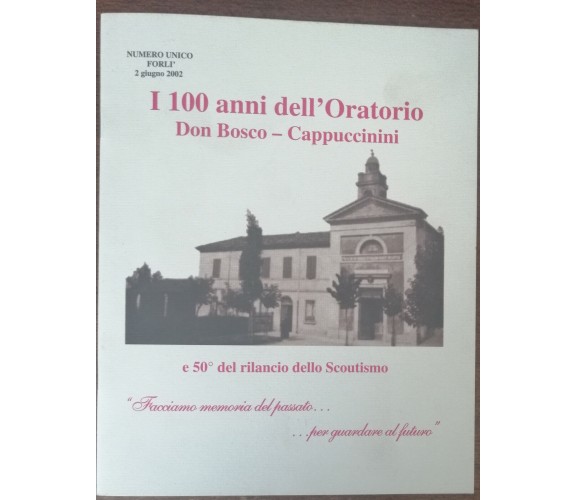 NUMERO UNICO
FORLI'
2 giugno 2002
I 100 anni dell'Oratorio
Don Bosco – Cappuccinini
e 50° del rilancio dello Scoutismo
"Facciamo memoria del passato...
...per guardare al futuro"